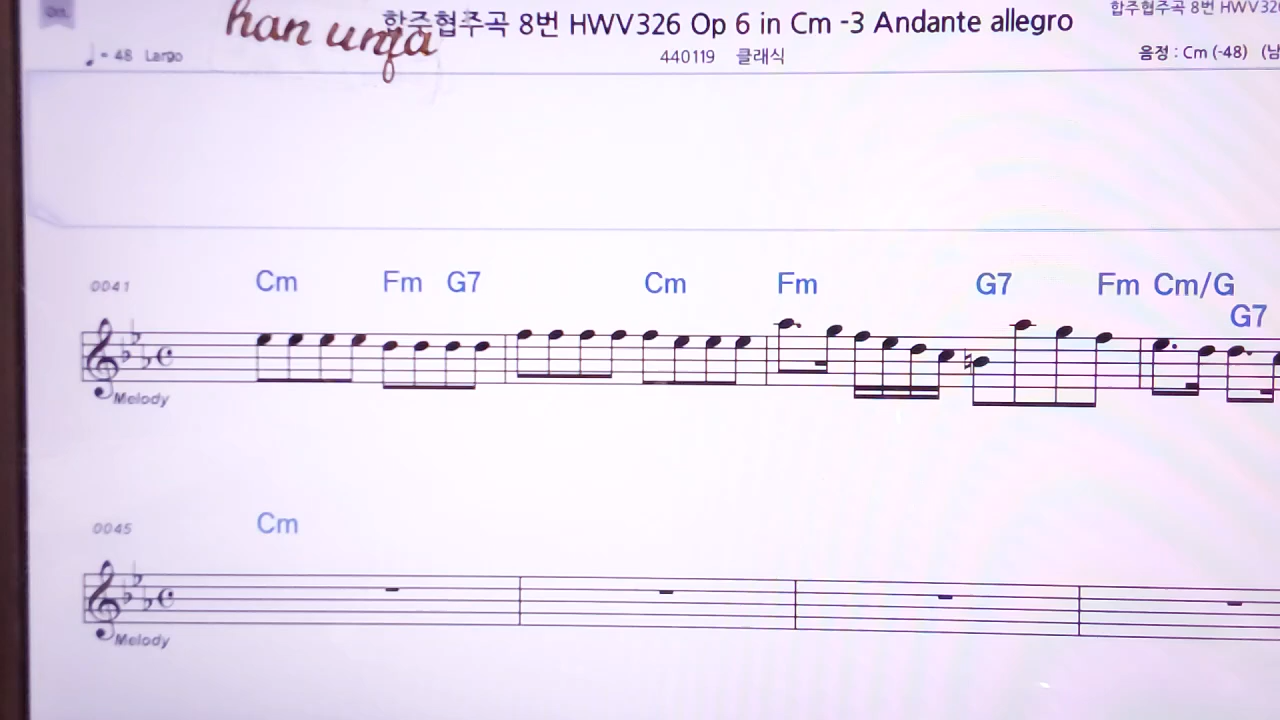 han unja
합주협주곡 8번 HWV326 Op 6 in Cm -3 Andante allegro
합주협주곡 8번 HWV
= 48 Largo
440119 클래식
음정 : Cm (-48)
0041
Cm Fm G7 Cm Fm G7 Fm Cm/G
G7
Melody
0045
Cm
Melody